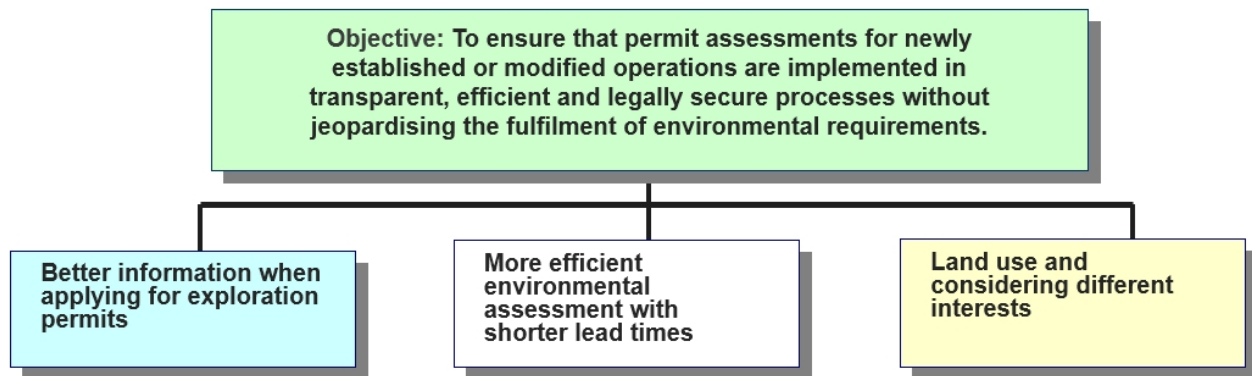 Objective: To ensure that permit assessments for newly
established or modified operations are implemented in
transparent, efficient and legally secure processes without
jeopardising the fulfilment of environmental requirements.
Better information when
applying for exploration
permits
More efficient
environmental
assessment with
shorter lead times
Land use and
considering different
interests